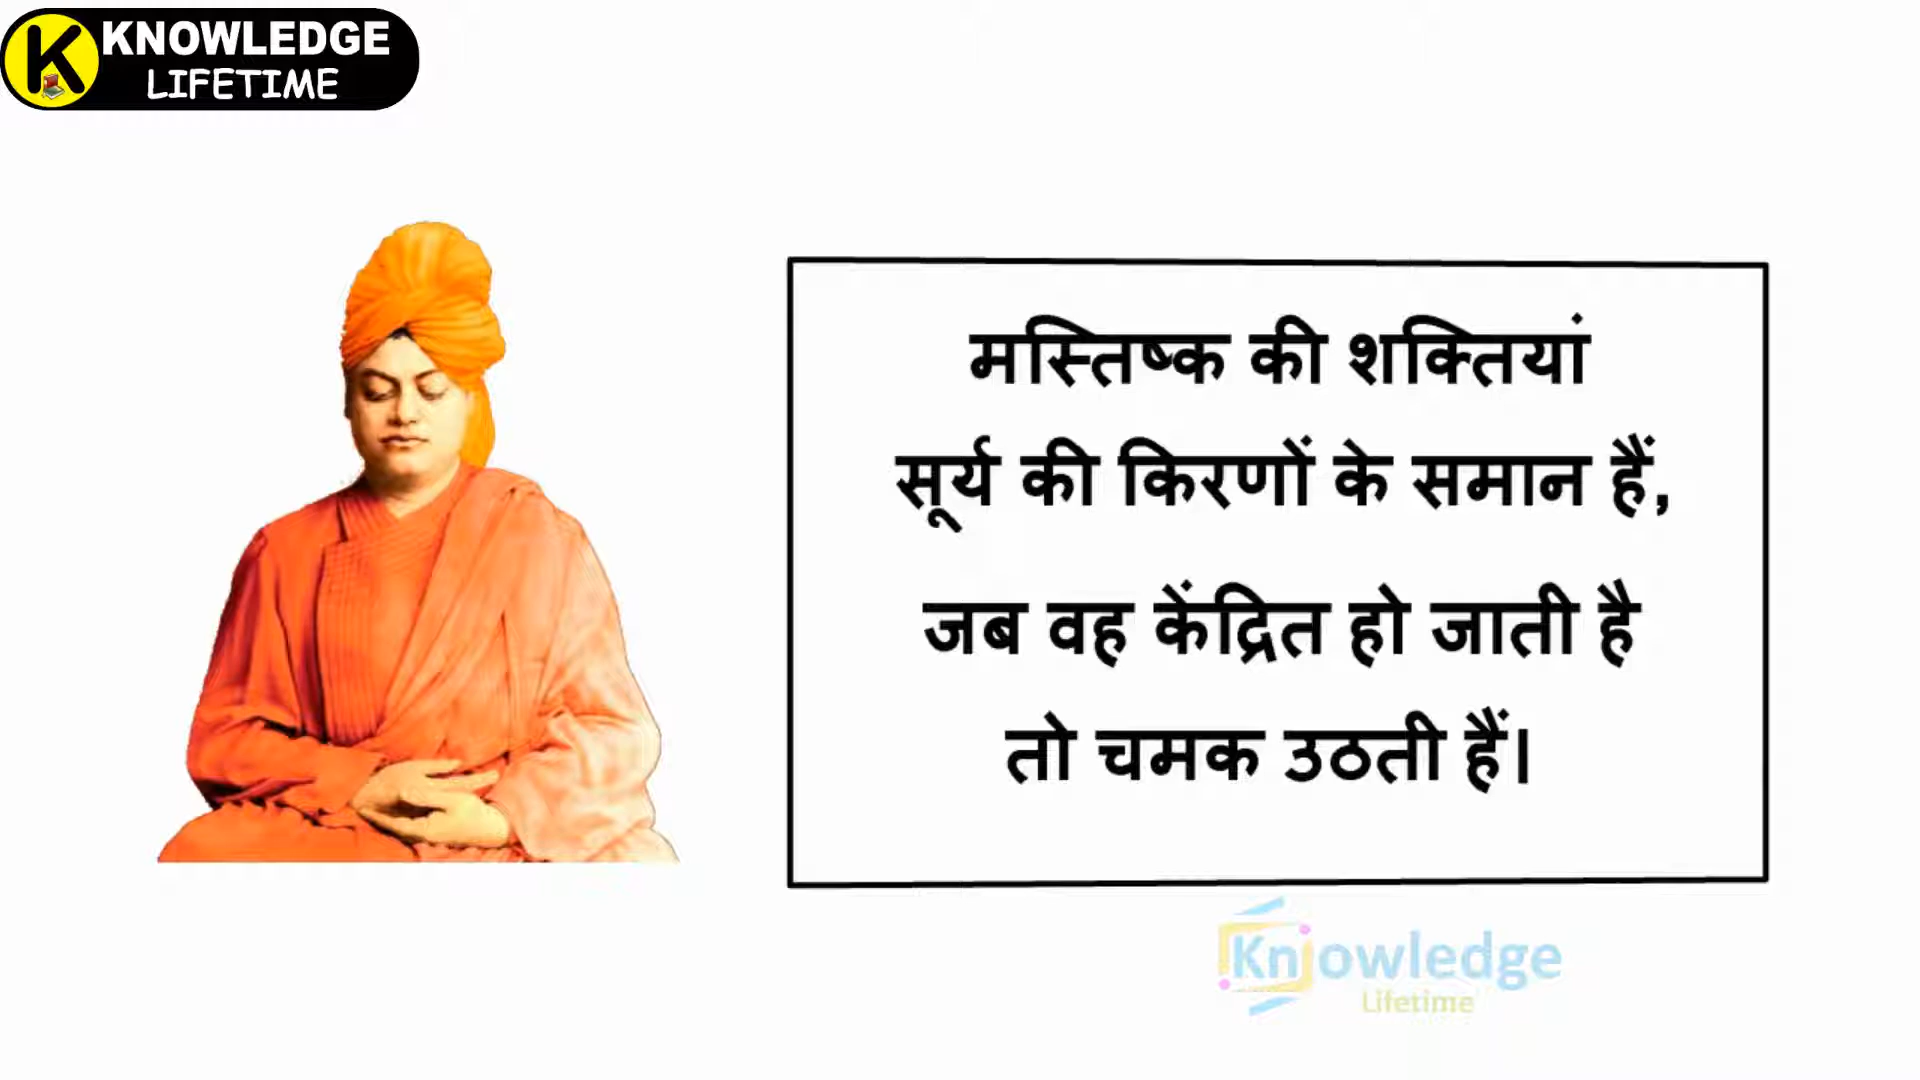 KNOWLEDGE
LIFETIME
मस्तिष्क की शक्तियां
सूर्य की किरणों के समान हैं,
जब वह केंद्रित हो जाती है
तो चमक उठती हैं।
Knowledge
Lifetime